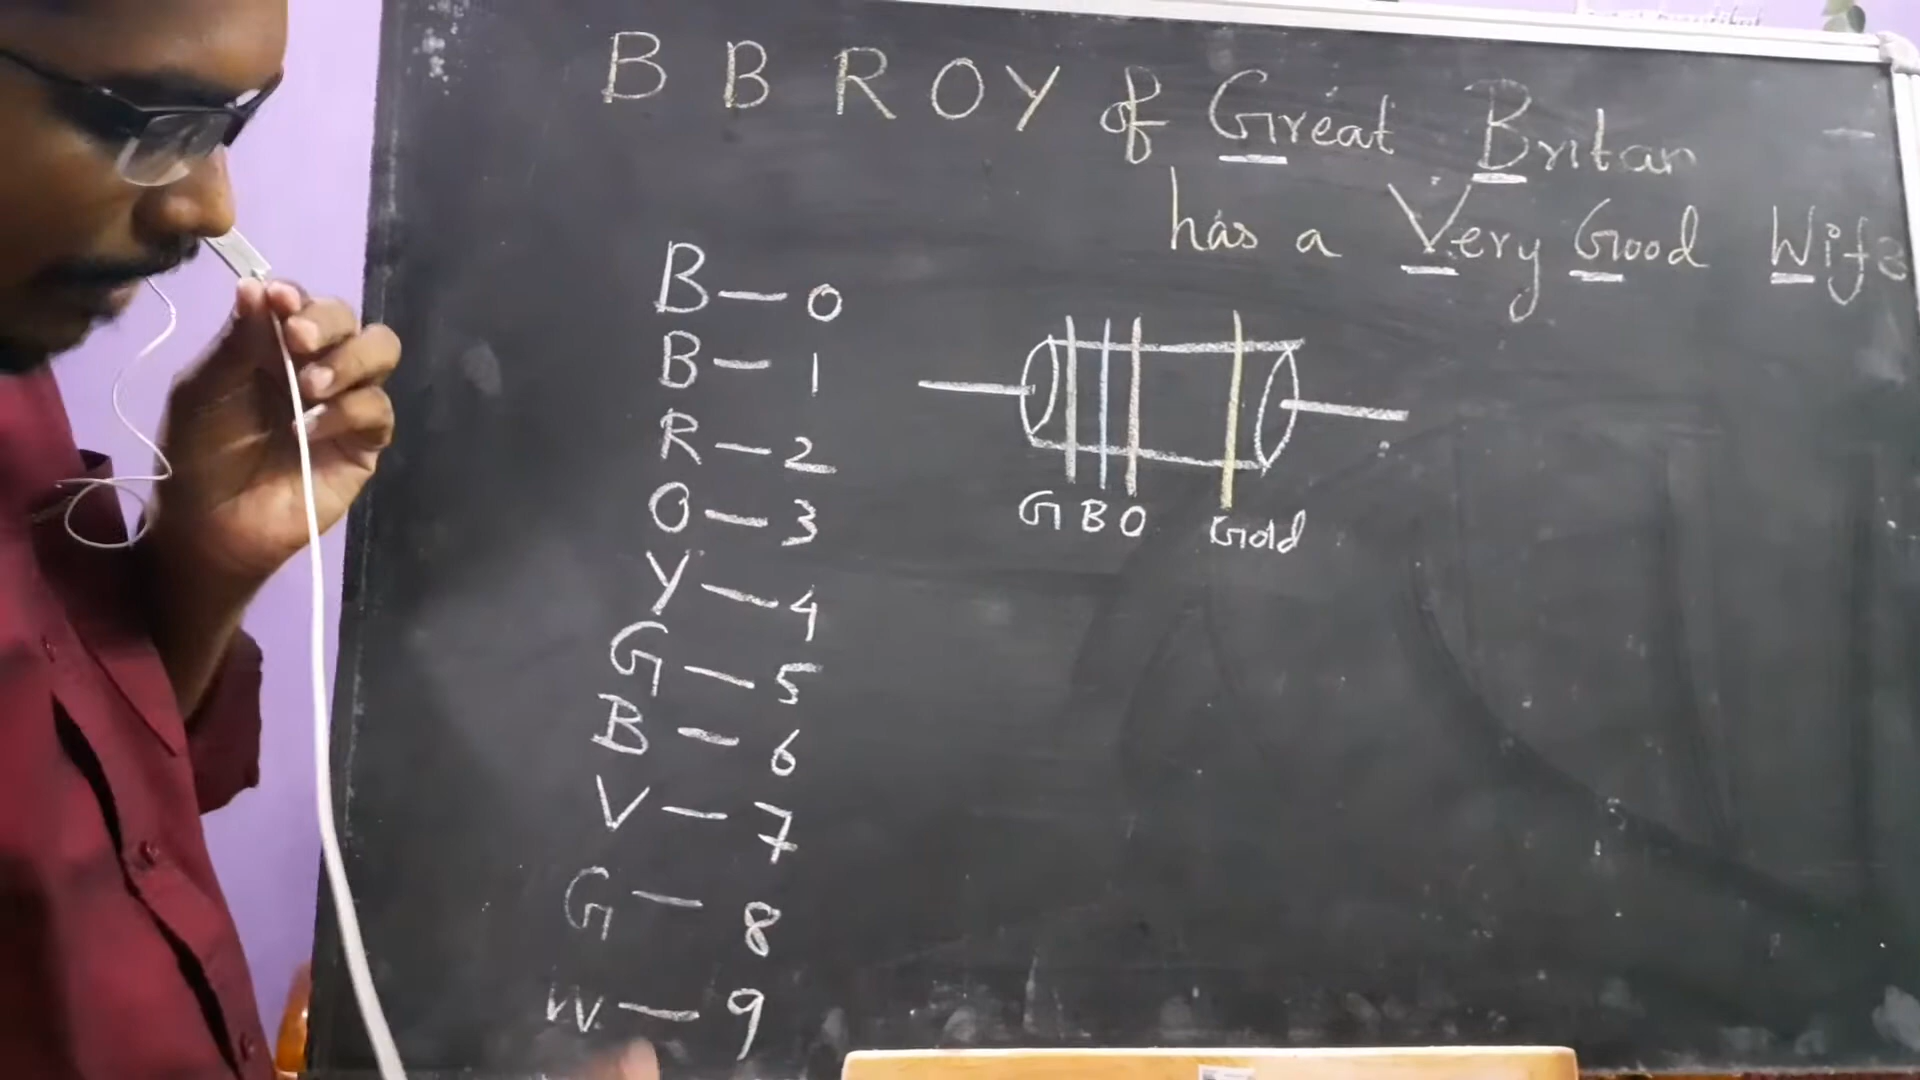 B B R O Y of Great Britan
has a Very Good Wife
B — 0
B — 1
R — 2
O — 3
Y — 4
G — 5
B — 6
V — 7
G — 8
W — 9
G B O Gold